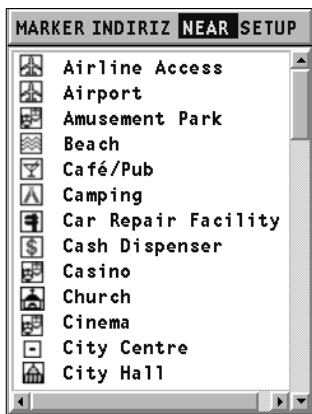 MARKER INDIRIZ NEAR SETUP
Airline Access
Airport
Amusement Park
Beach
Café/Pub
Camping
Car Repair Facility
Cash Dispenser
Casino
Church
Cinema
City Centre
City Hall